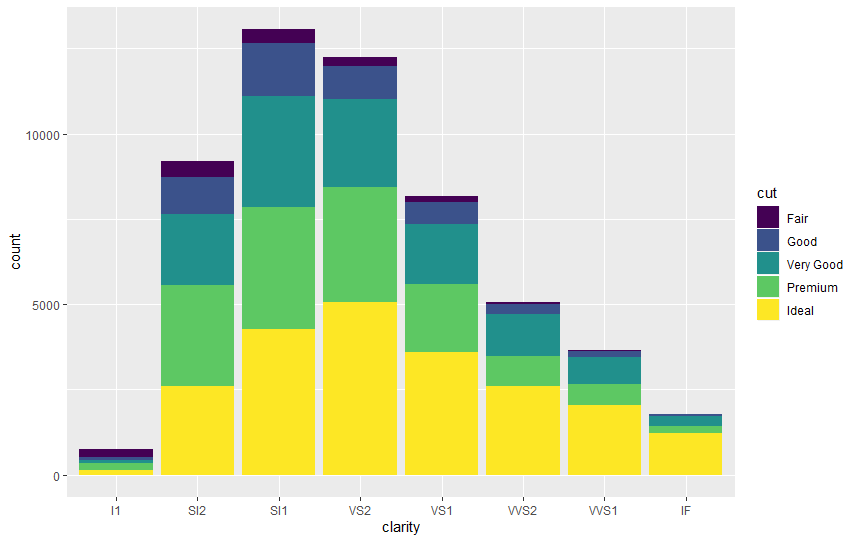 10000
5000
0
count
I1
SI2
SI1
VS2
VS1
VVS2
VVS1
IF
clarity
cut
Fair
Good
Very Good
Premium
Ideal